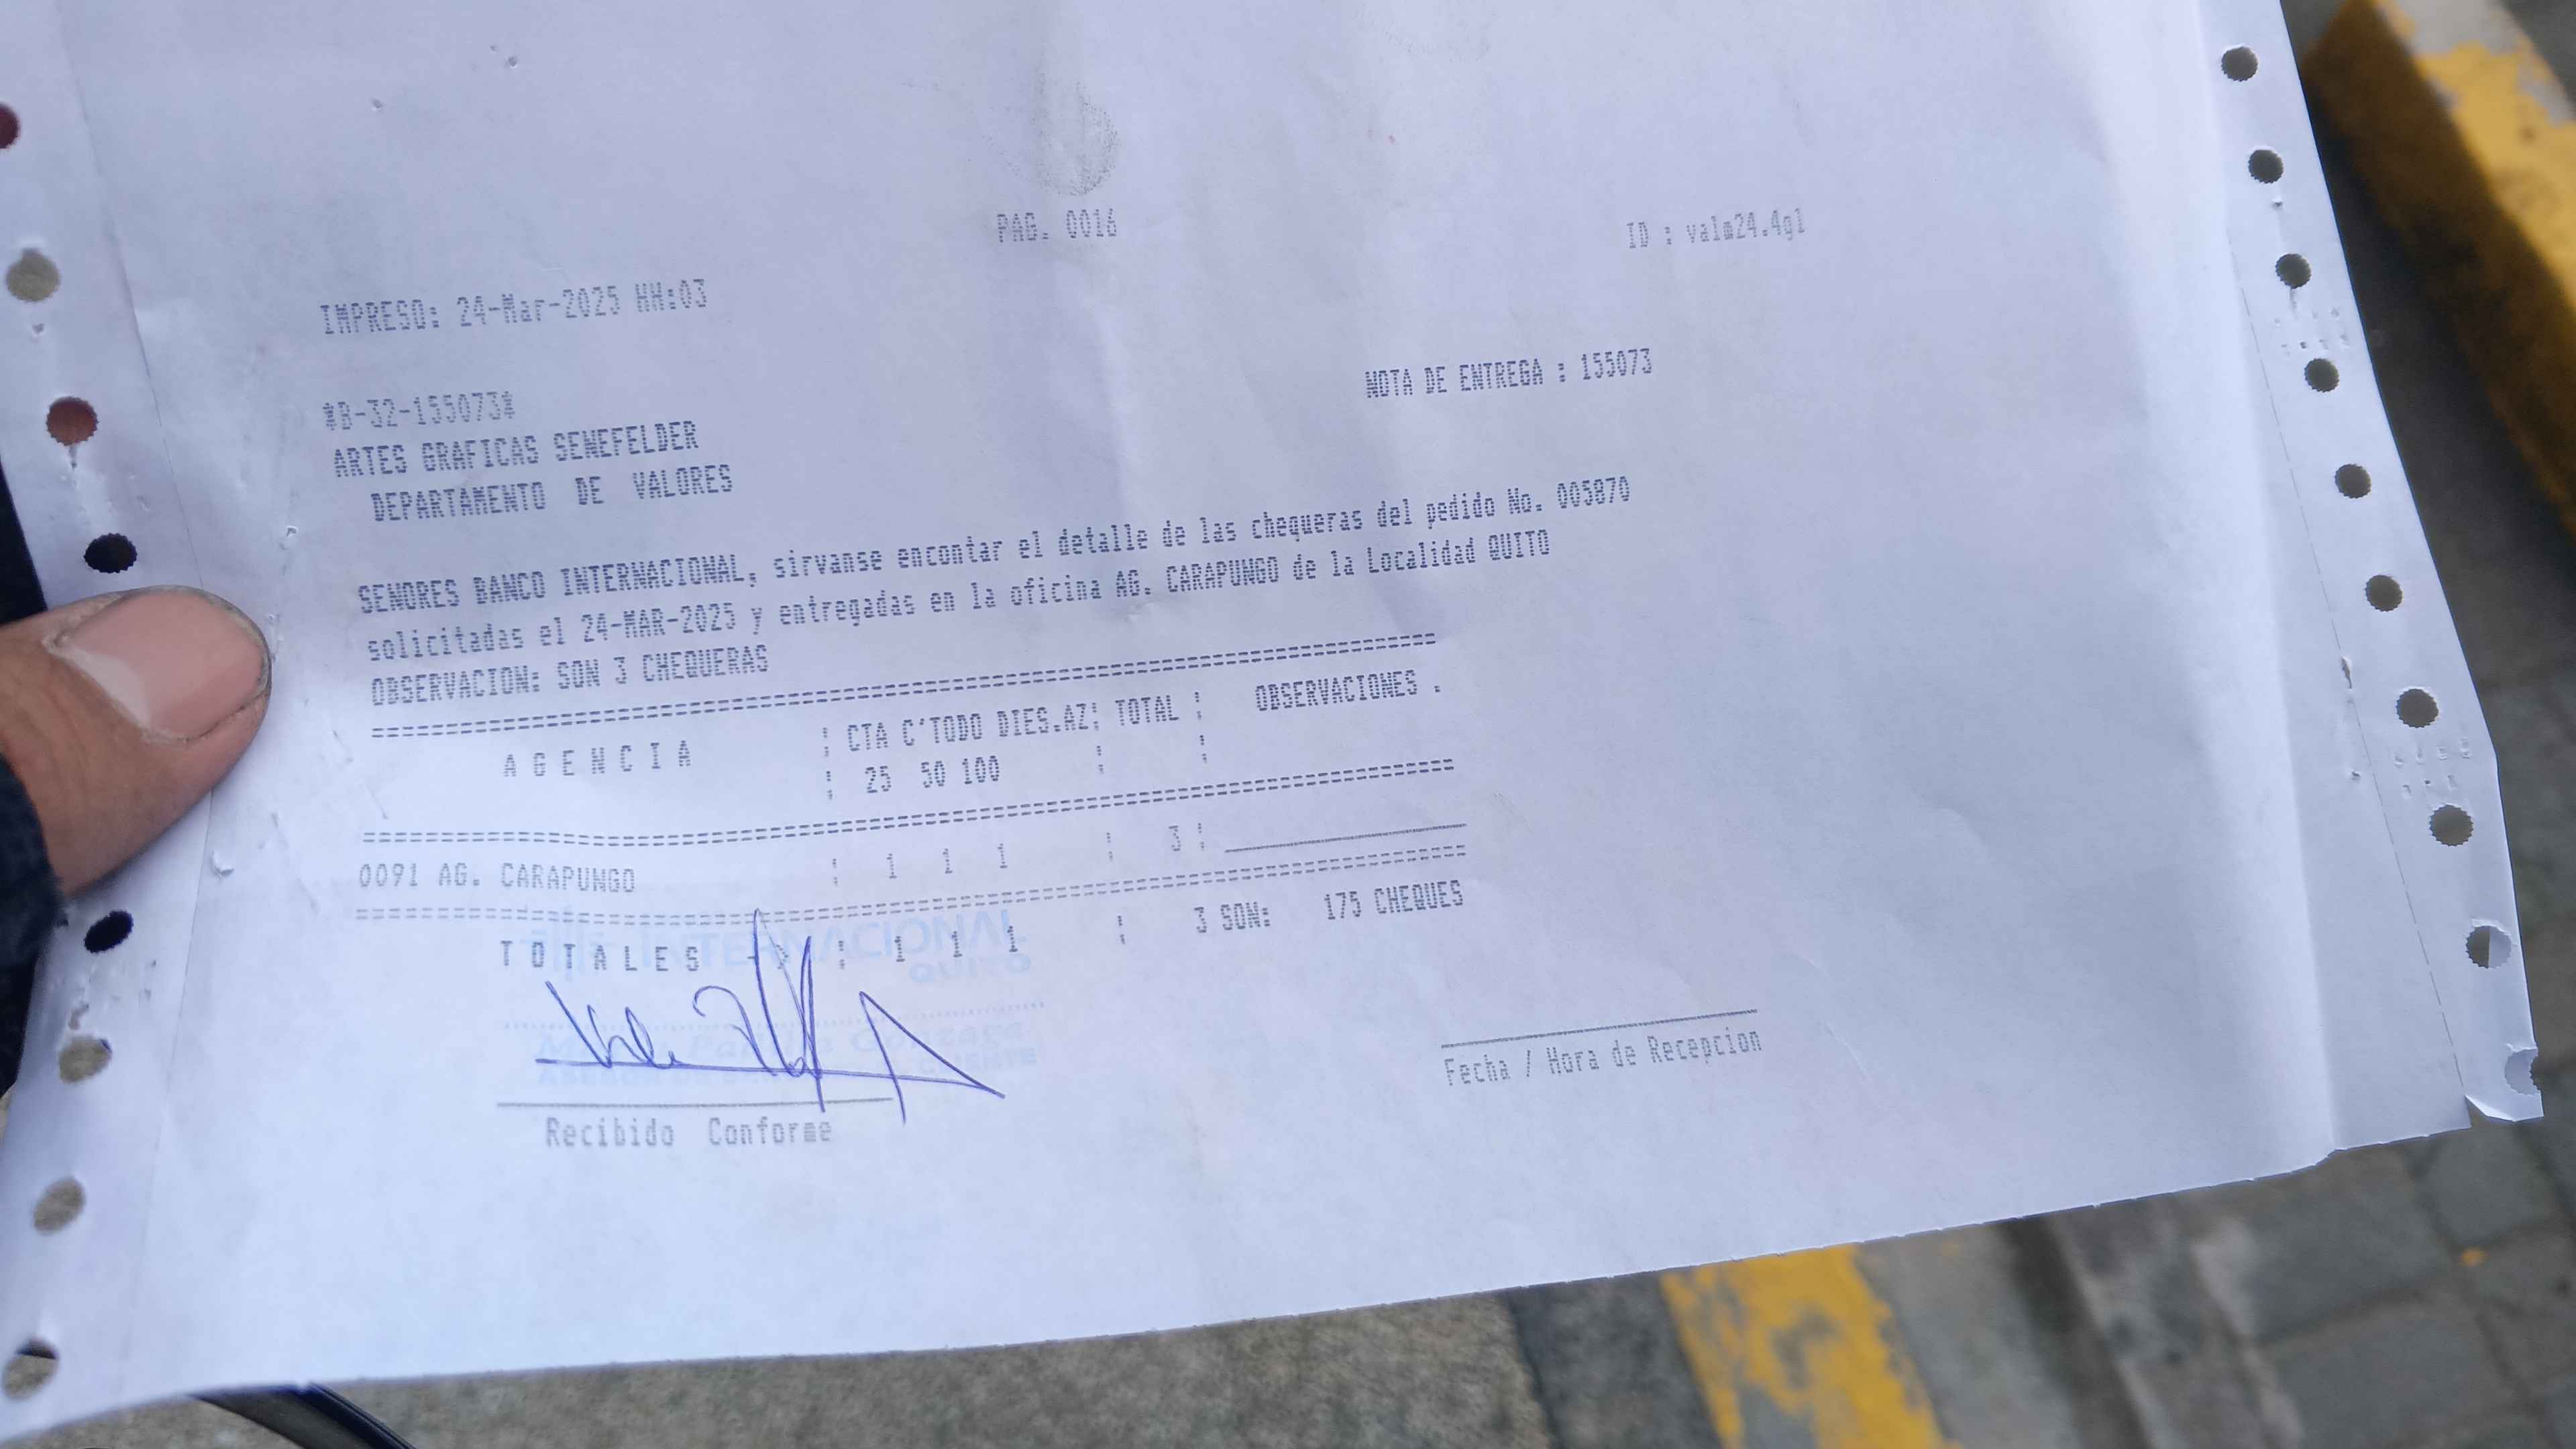 PAG. 0016
ID : valm24.4gl
IMPRESO: 24-Mar-2025 HH:03
NOTA DE ENTREGA : 155073
*B-32-155073*
ARTES GRAFICAS SENEFELDER
DEPARTAMENTO DE VALORES
SENORES BANCO INTERNACIONAL, sirvanse encontar el detalle de las chequeras del pedido No. 005870
solicitadas el 24-MAR-2025 y entregadas en la oficina AG. CARAPUNGO de la Localidad QUITO
OBSERVACION: SON 3 CHEQUERAS
A G E N C I A ¦ CTA C'TODO DIES.AZ¦ TOTAL ¦ OBSERVACIONES .
¦ 25 50 100 ¦ ¦
0091 AG. CARAPUNGO ¦ 1 1 1 ¦ 3 ¦
T O T A L E S ¦ 1 1 1 ¦ 3 SON: 175 CHEQUES
INTERNACIONAL
QUITO
Recibido Conforme
Fecha / Hora de Recepcion